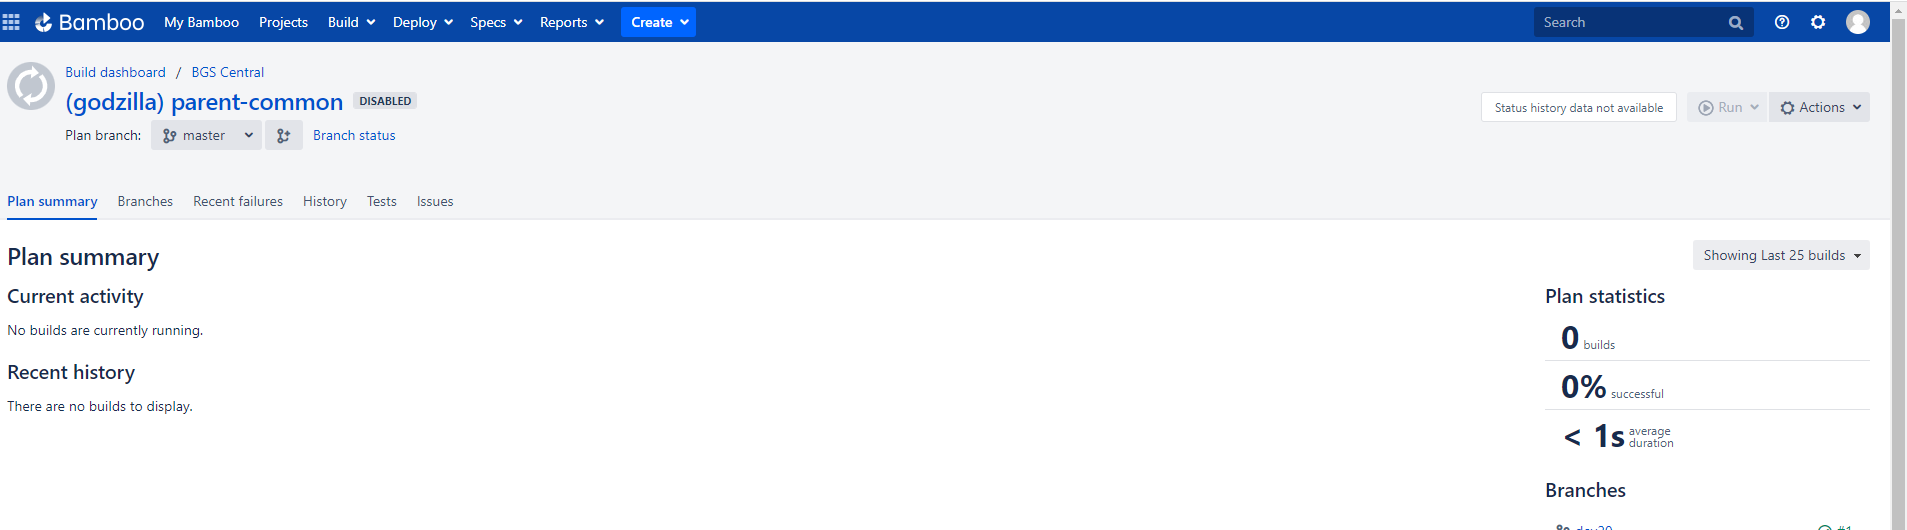 Bamboo My Bamboo Projects Build Deploy Specs Reports Create Search
Build dashboard / BGS Central
(godzilla) parent-common DISABLED
Status history data not available Run Actions
Plan branch: master Branch status
Plan summary Branches Recent failures History Tests Issues
Plan summary
Showing Last 25 builds
Current activity
No builds are currently running.
Recent history
There are no builds to display.
Plan statistics
0 builds
0% successful
< 1s average
duration
Branches